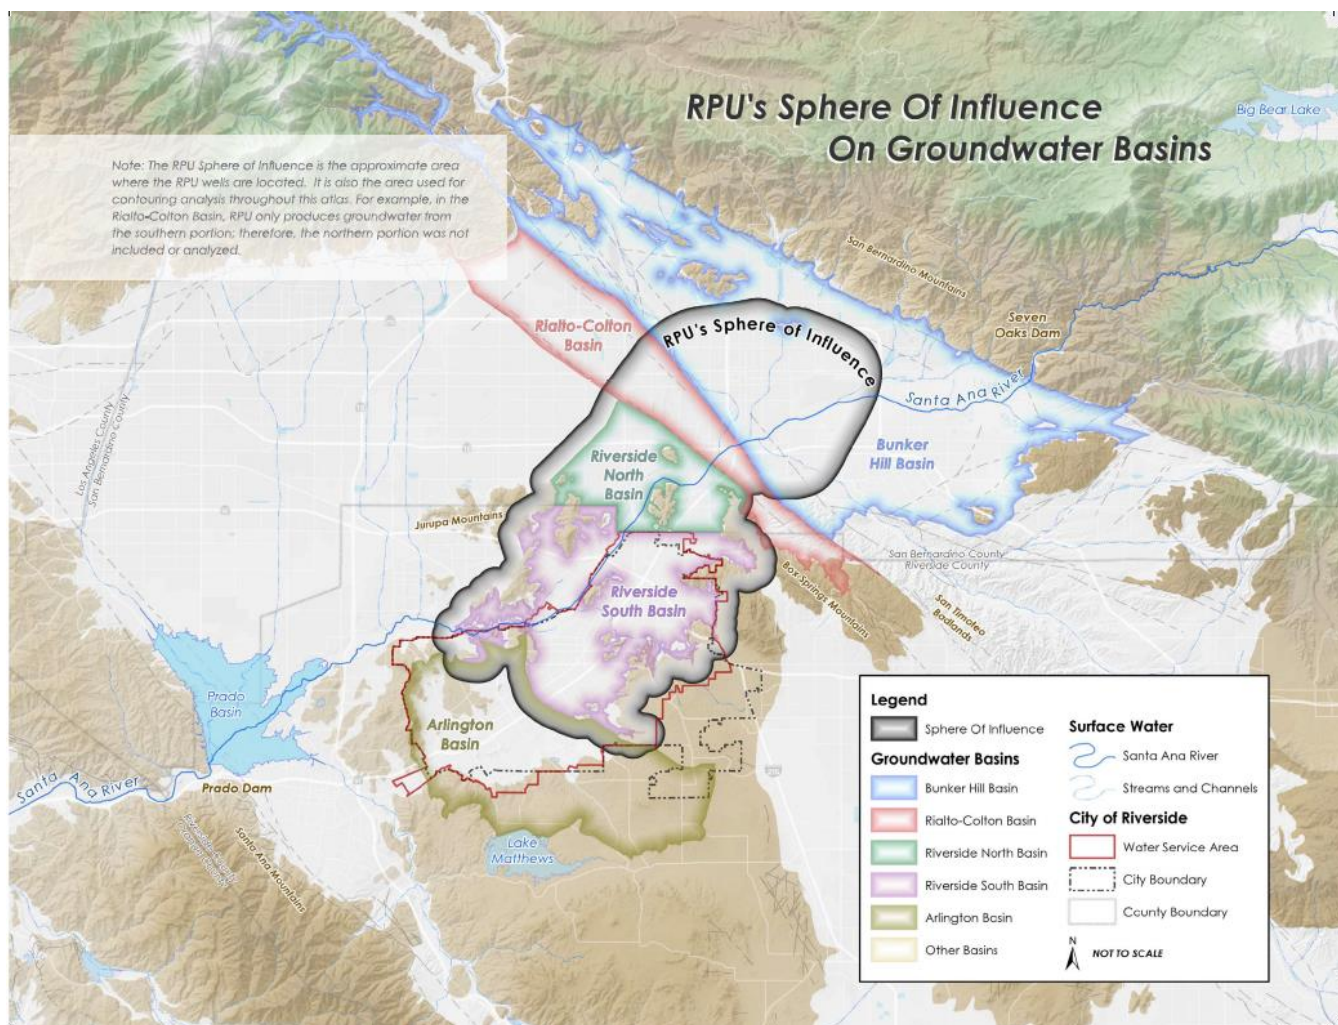 RPU's Sphere Of Influence
On Groundwater Basins
Big Bear Lake
Note: The RPU Sphere of Influence is the approximate area
where the RPU wells are located. It is also the area used for
contouring analysis throughout this atlas. For example, in the
Rialto-Colton Basin, RPU only produces groundwater from
the southern portion; therefore, the northern portion was not
included or analyzed.
San Bernardino Mountains
Seven
Oaks Dam
Rialto-Colton
Basin
RPU's Sphere of Influence
Santa Ana River
Los Angeles County
San Bernardino County
Bunker
Hill Basin
Riverside
North
Basin
Jurupa Mountains
San Bernardino County
Riverside County
Box Springs Mountains
San Timoteo
Badlands
Riverside
South Basin
Prado
Basin
Arlington
Basin
Santa Ana River
Prado Dam
Santa Ana Mountains
Lake
Matthews
Legend
Sphere Of Influence
Groundwater Basins
Bunker Hill Basin
Rialto-Colton Basin
Riverside North Basin
Riverside South Basin
Arlington Basin
Other Basins
Surface Water
Santa Ana River
Streams and Channels
City of Riverside
Water Service Area
City Boundary
County Boundary
N
NOT TO SCALE